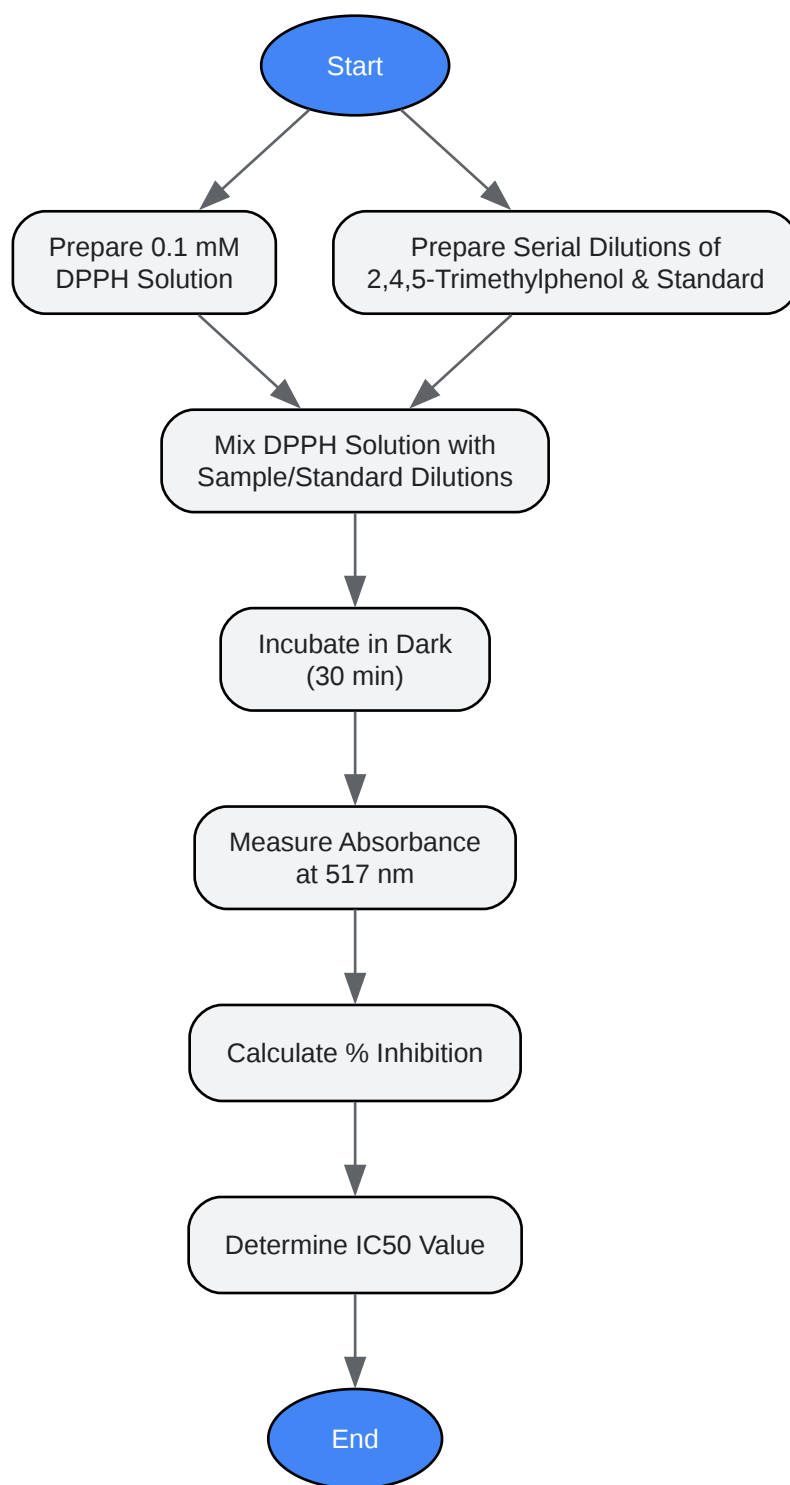 Start
Prepare 0.1 mM
DPPH Solution
Prepare Serial Dilutions of
2,4,5-Trimethylphenol & Standard
Mix DPPH Solution with
Sample/Standard Dilutions
Incubate in Dark
(30 min)
Measure Absorbance
at 517 nm
Calculate % Inhibition
Determine IC50 Value
End